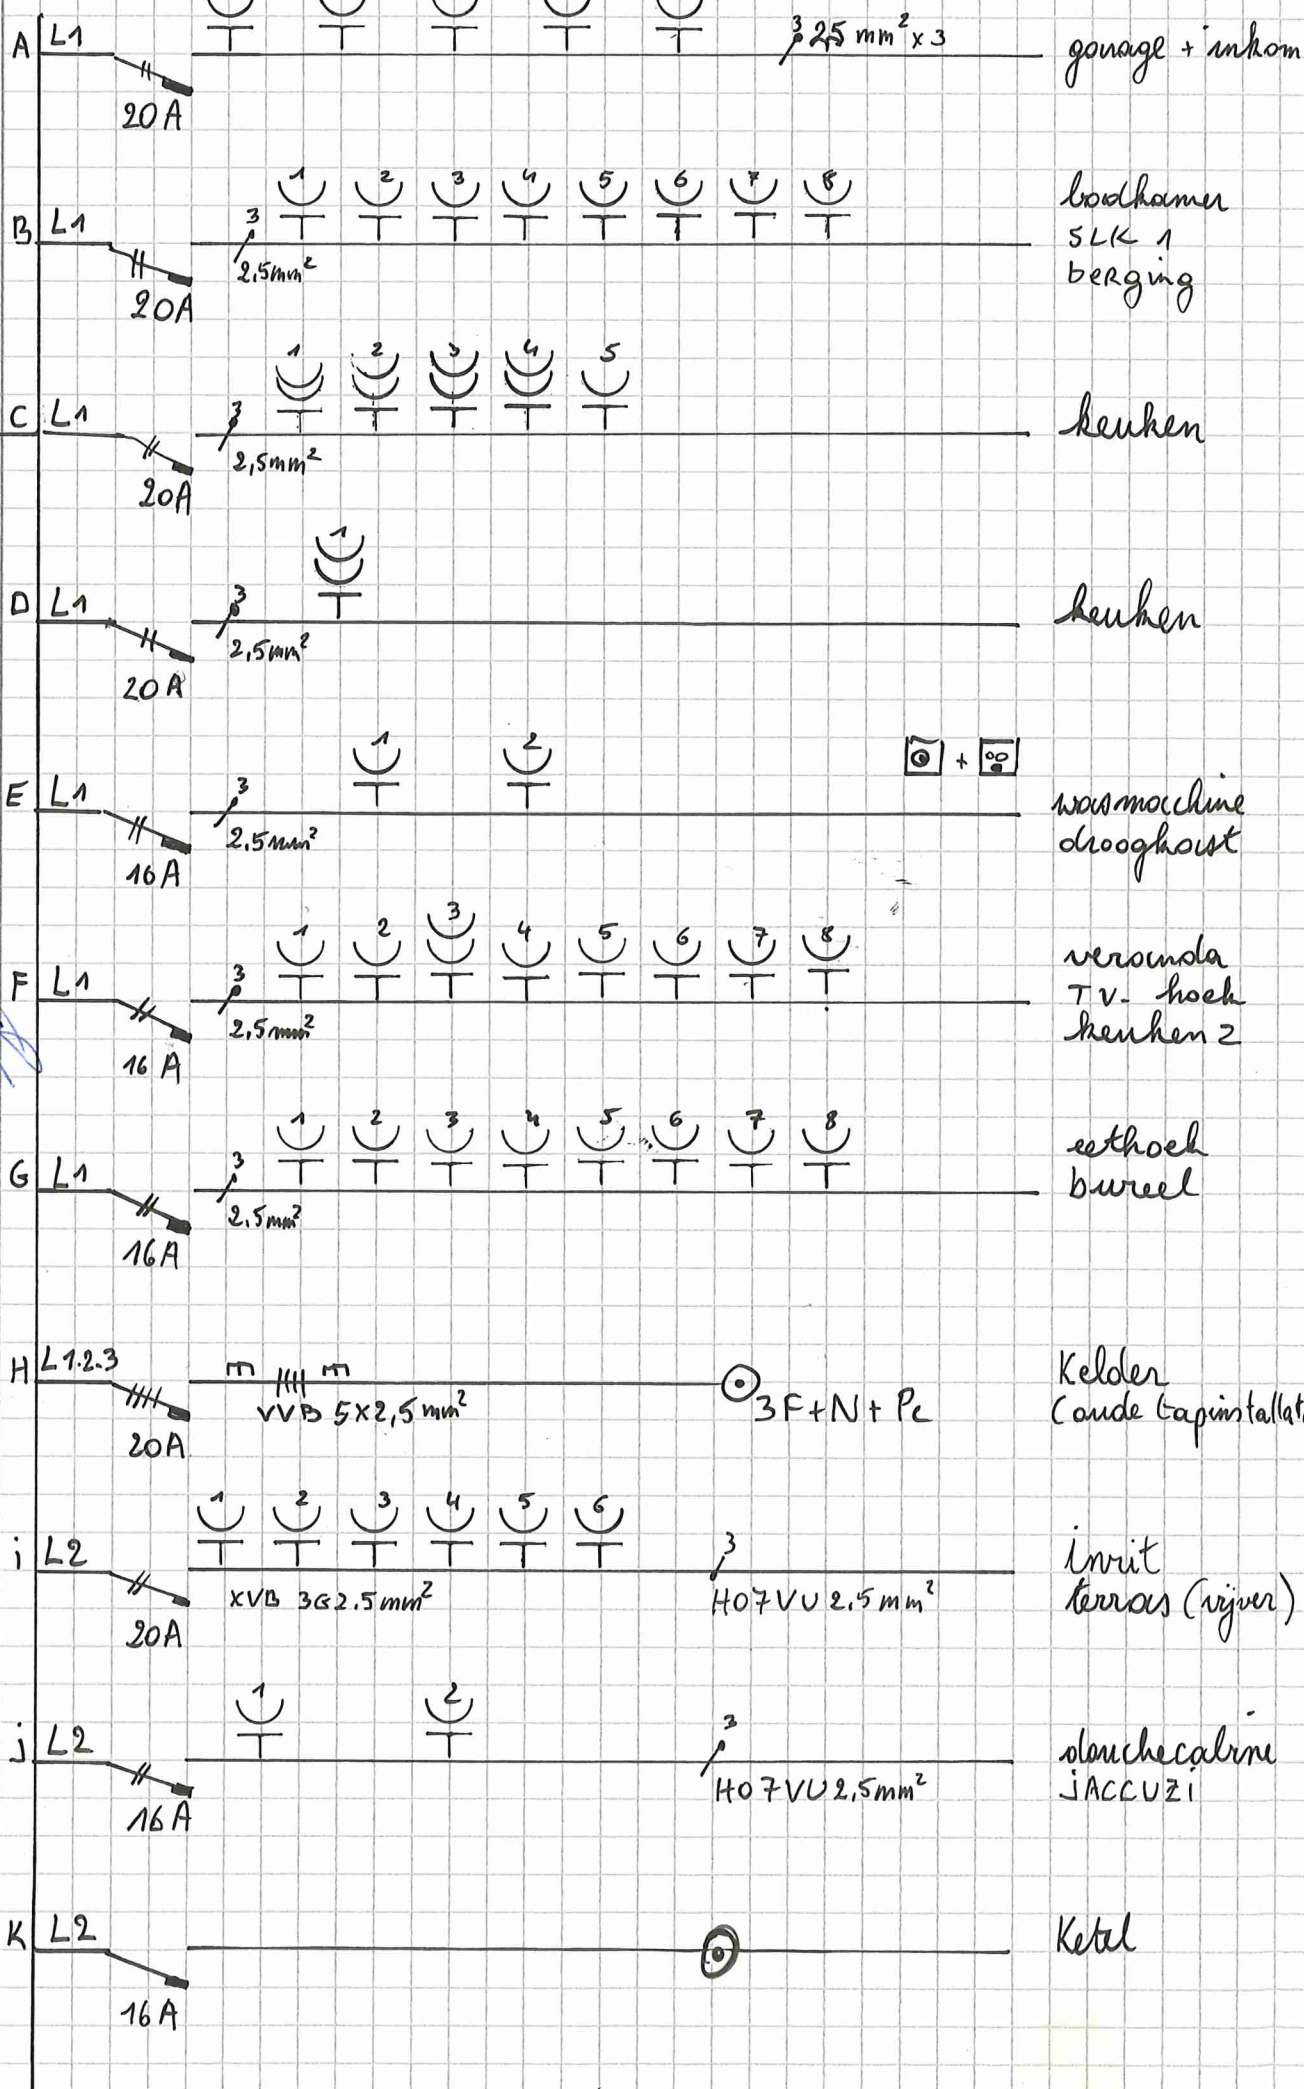 A L1 3 2,5 mm² x 3 garage + inkom
20A
1 2 3 4 5 6 7 8
B L1 3 2,5mm² badkamer
SLK 1
berging
20A
1 2 3 4 5
C L1 3 2,5mm² keuken
20A
1
D L1 3 2,5mm² keuken
20A
1 2
E L1 3 2,5mm² wasmachine
droogkast
16A
1 2 3 4 5 6 7 8
F L1 3 2,5mm² veranda
TV- hoek
keuken 2
16A
1 2 3 4 5 6 7 8
G L1 3 2,5mm² eethoek
bureel
16A
H L1.2.3 VVB 5x2,5mm² 3F+N+Pe Kelder
20A
1 2 3 4 5 6
i L2 XVB 3G2.5mm² 3 H07VU 2,5mm² inrit
terras (vijver)
20A
1 2
j L2 3 H07VU 2,5mm² douchecabine
jACCUZi
16A
K L2 Ketel
16A